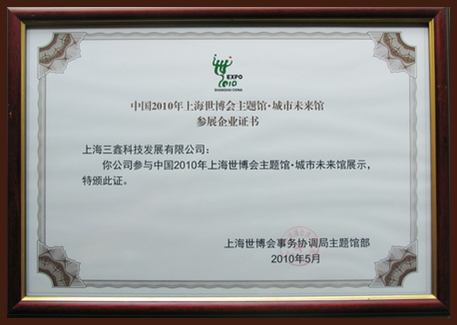 EXPO
2010
SHANGHAI CHINA
中国2010年上海世博会主题馆·城市未来馆
参展企业证书
上海三鑫科技发展有限公司：
你公司参与中国2010年上海世博会主题馆·城市未来馆展示，
特颁此证。
上海世博会事务协调局主题馆部
2010年5月